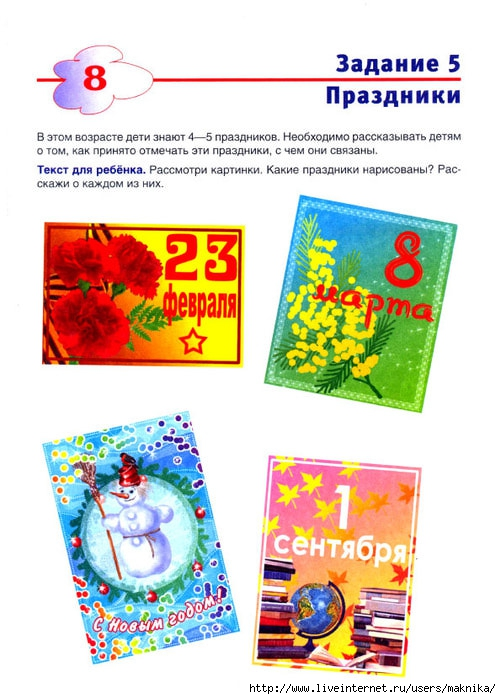 8
Задание 5
Праздники
В этом возрасте дети знают 4—5 праздников. Необходимо рассказывать детям
о том, как принято отмечать эти праздники, с чем они связаны.
Текст для ребёнка. Рассмотри картинки. Какие праздники нарисованы? Рас-
скажи о каждом из них.
23
февраля
8
марта
С Новым годом!
1
сентября
http://www.liveinternet.ru/users/maknika/